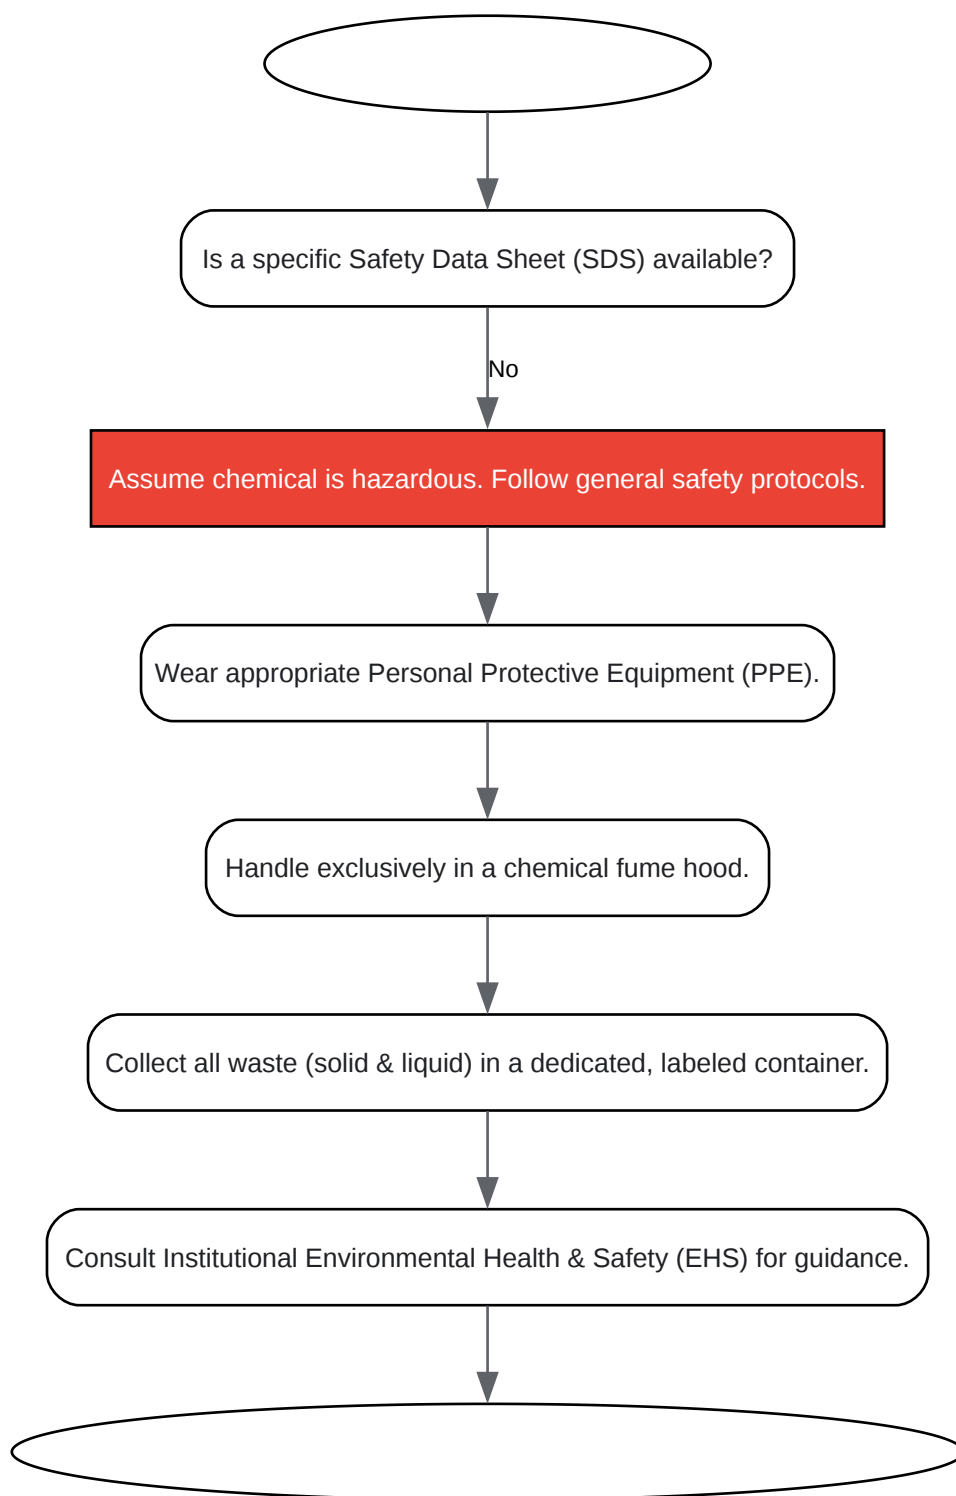 Is a specific Safety Data Sheet (SDS) available?
No
Assume chemical is hazardous. Follow general safety protocols.
Wear appropriate Personal Protective Equipment (PPE).
Handle exclusively in a chemical fume hood.
Collect all waste (solid & liquid) in a dedicated, labeled container.
Consult Institutional Environmental Health & Safety (EHS) for guidance.